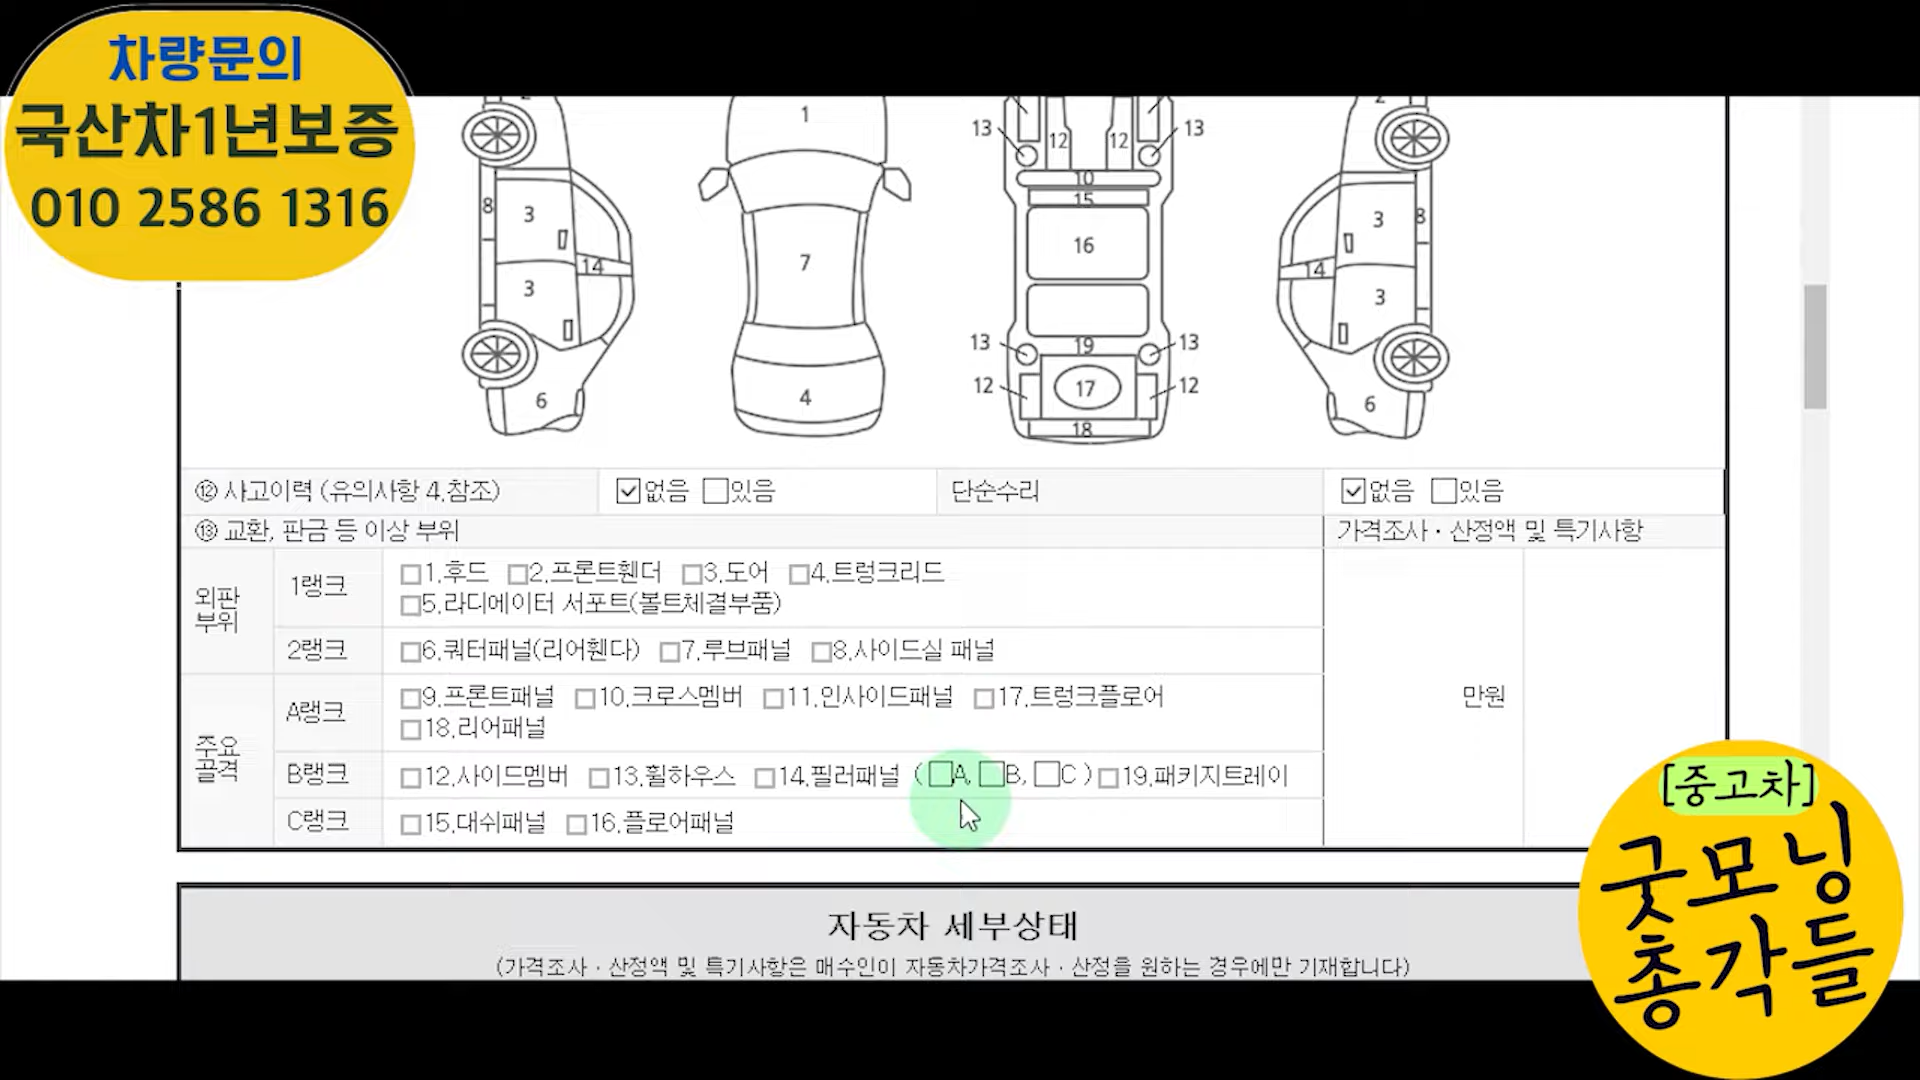 차량문의
국산차1년보증
010 2586 1316
1
13
12
12
13
10
15
8
3
14
3
7
16
3
8
14
3
13
19
13
12
17
12
6
4
18
6
⑫ 사고이력 (유의사항 4.참조)
없음 있음
단순수리
없음 있음
⑬ 교환, 판금 등 이상 부위
가격조사 · 산정액 및 특기사항
외판
부위
1랭크
1.후드 2.프론트휀더 3.도어 4.트렁크리드
5.라디에이터 서포트(볼트체결부품)
2랭크
6.쿼터패널(리어휀다) 7.루브패널 8.사이드실 패널
주요
골격
A랭크
9.프론트패널 10.크로스멤버 11.인사이드패널 17.트렁크플로어
18.리어패널
만원
B랭크
12.사이드멤버 13.휠하우스 14.필러패널 ( A, B, C ) 19.패키지트레이
C랭크
15.대쉬패널 16.플로어패널
자동차 세부상태
(가격조사 · 산정액 및 특기사항은 매수인이 자동차가격조사 · 산정을 원하는 경우에만 기재합니다)
[중고차]
굿모닝
총각들